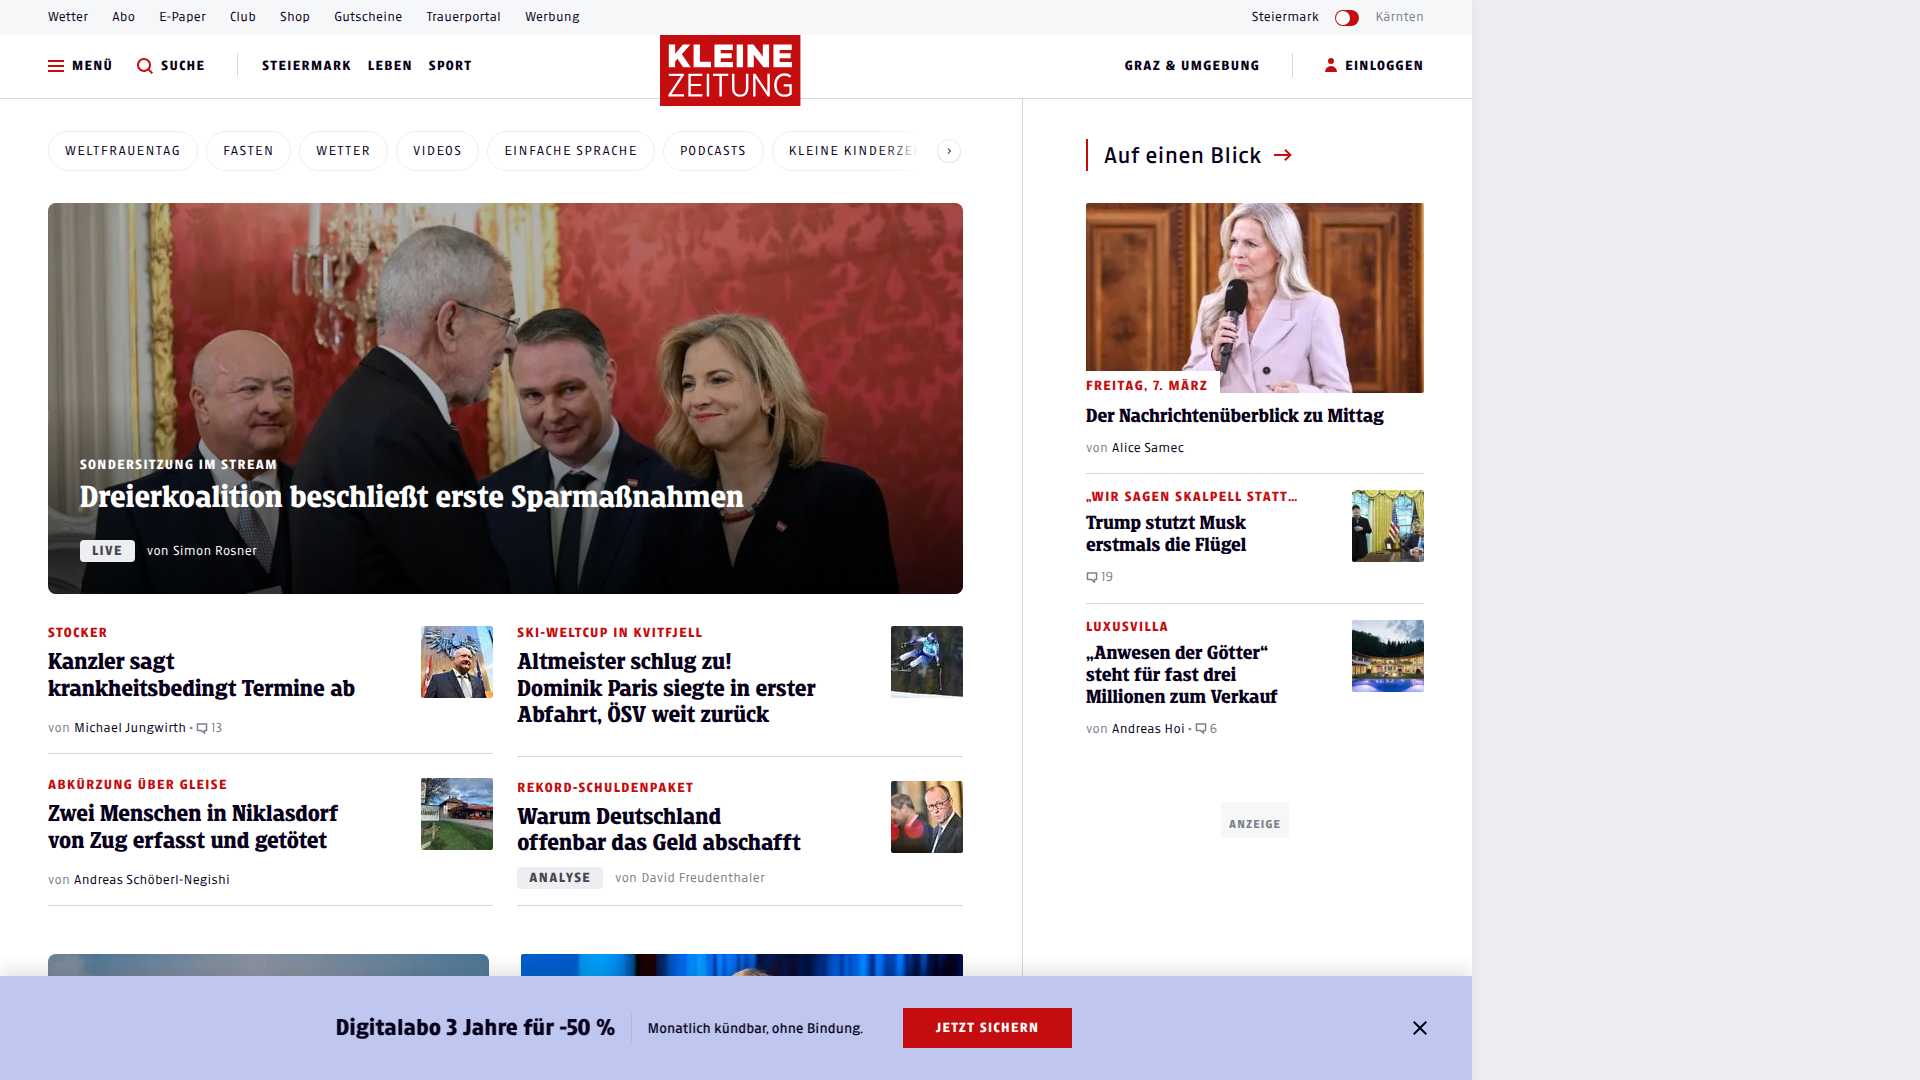 Wetter Abo E-Paper Club Shop Gutscheine Trauerportal Werbung Steiermark Kärnten
MENÜ SUCHE STEIERMARK LEBEN SPORT
KLEINE
ZEITUNG
GRAZ & UMGEBUNG EINLOGGEN
WELTFRAUENTAG FASTEN WETTER VIDEOS EINFACHE SPRACHE PODCASTS KLEINE KINDERZE
SONDERSITZUNG IM STREAM
Dreierkoalition beschließt erste Sparmaßnahmen
LIVE von Simon Rosner
STOCKER
Kanzler sagt
krankheitsbedingt Termine ab
von Michael Jungwirth • 13
SKI-WELTCUP IN KVITFJELL
Altmeister schlug zu!
Dominik Paris siegte in erster
Abfahrt, ÖSV weit zurück
ABKÜRZUNG ÜBER GLEISE
Zwei Menschen in Niklasdorf
von Zug erfasst und getötet
von Andreas Schöberl-Negishi
REKORD-SCHULDENPAKET
Warum Deutschland
offenbar das Geld abschafft
ANALYSE von David Freudenthaler
Auf einen Blick →
FREITAG, 7. MÄRZ
Der Nachrichtenüberblick zu Mittag
von Alice Samec
„WIR SAGEN SKALPELL STATT...
Trump stutzt Musk
erstmals die Flügel
19
LUXUSVILLA
„Anwesen der Götter“
steht für fast drei
Millionen zum Verkauf
von Andreas Hoi • 6
ANZEIGE
Digitalabo 3 Jahre für -50 % Monatlich kündbar, ohne Bindung. JETZT SICHERN